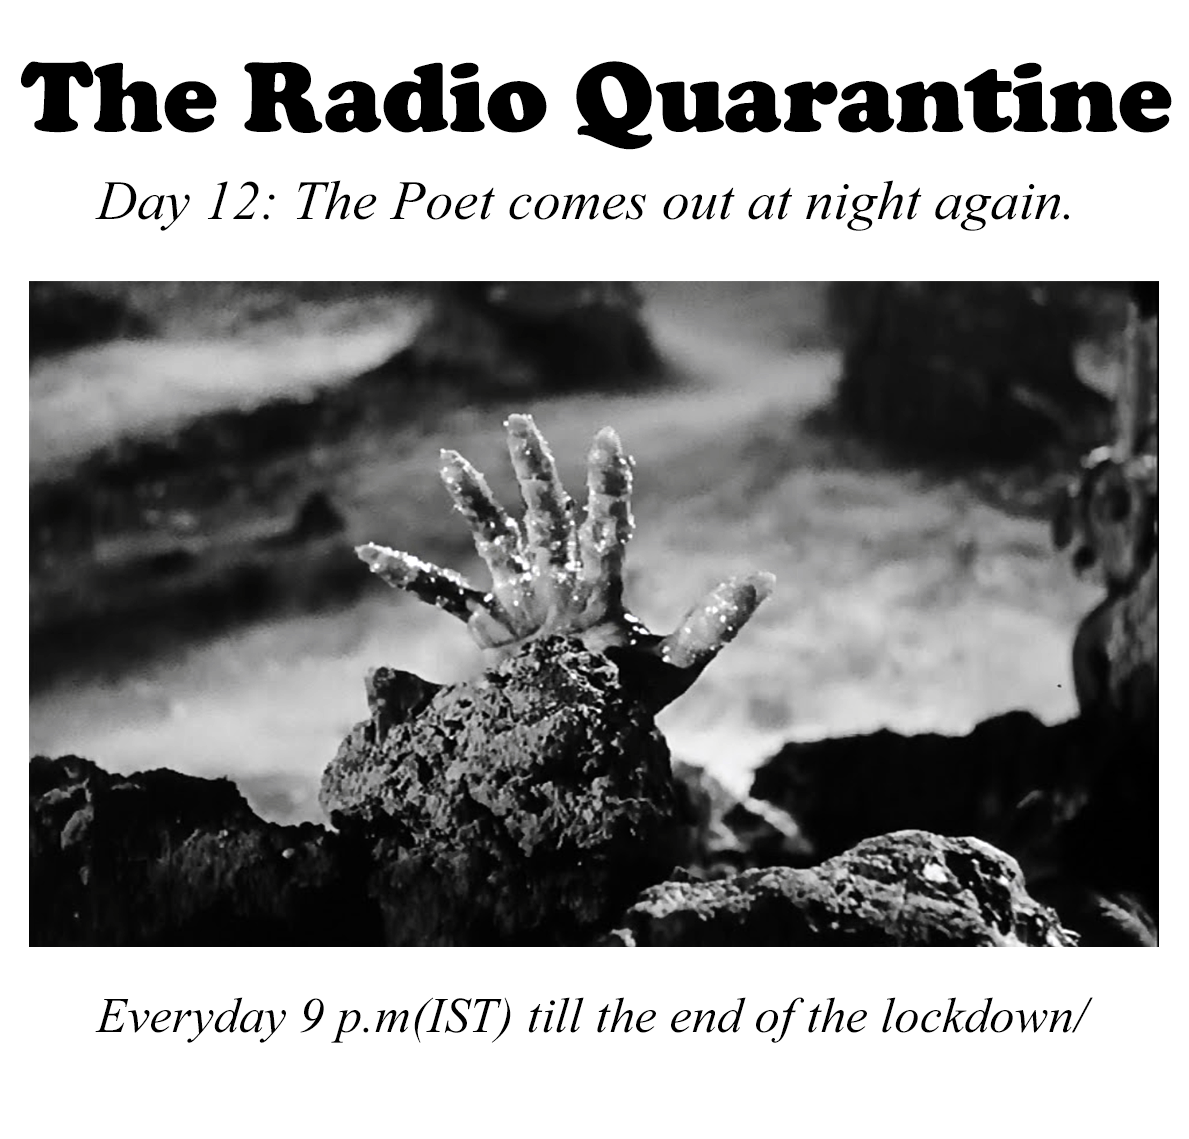 The Radio Quarantine
Day 12: The Poet comes out at night again.
Everyday 9 p.m(IST) till the end of the lockdown/